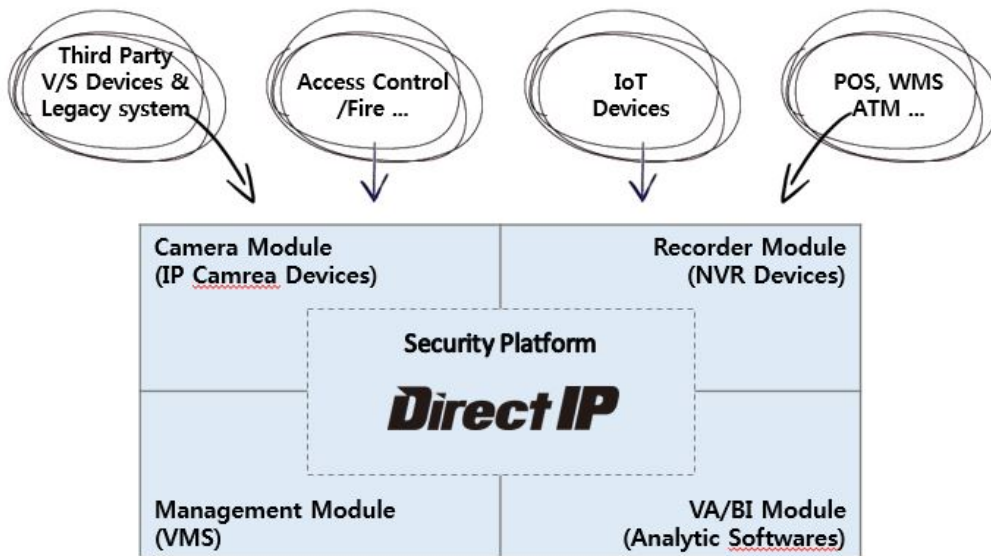 Third Party
V/S Devices &
Legacy system
Access Control
/Fire ...
IoT
Devices
POS, WMS
ATM ...
Camera Module
(IP Camrea Devices)
Recorder Module
(NVR Devices)
Security Platform
Direct IP
Management Module
(VMS)
VA/BI Module
(Analytic Softwares)